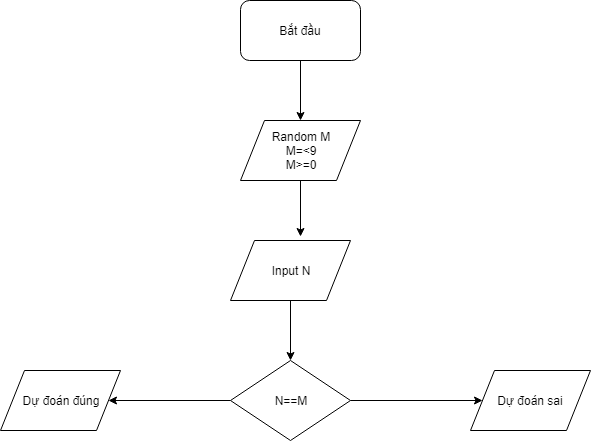 Bắt đầu
Random M
M=<9
M>=0
Input N
Dự đoán đúng
N==M
Dự đoán sai